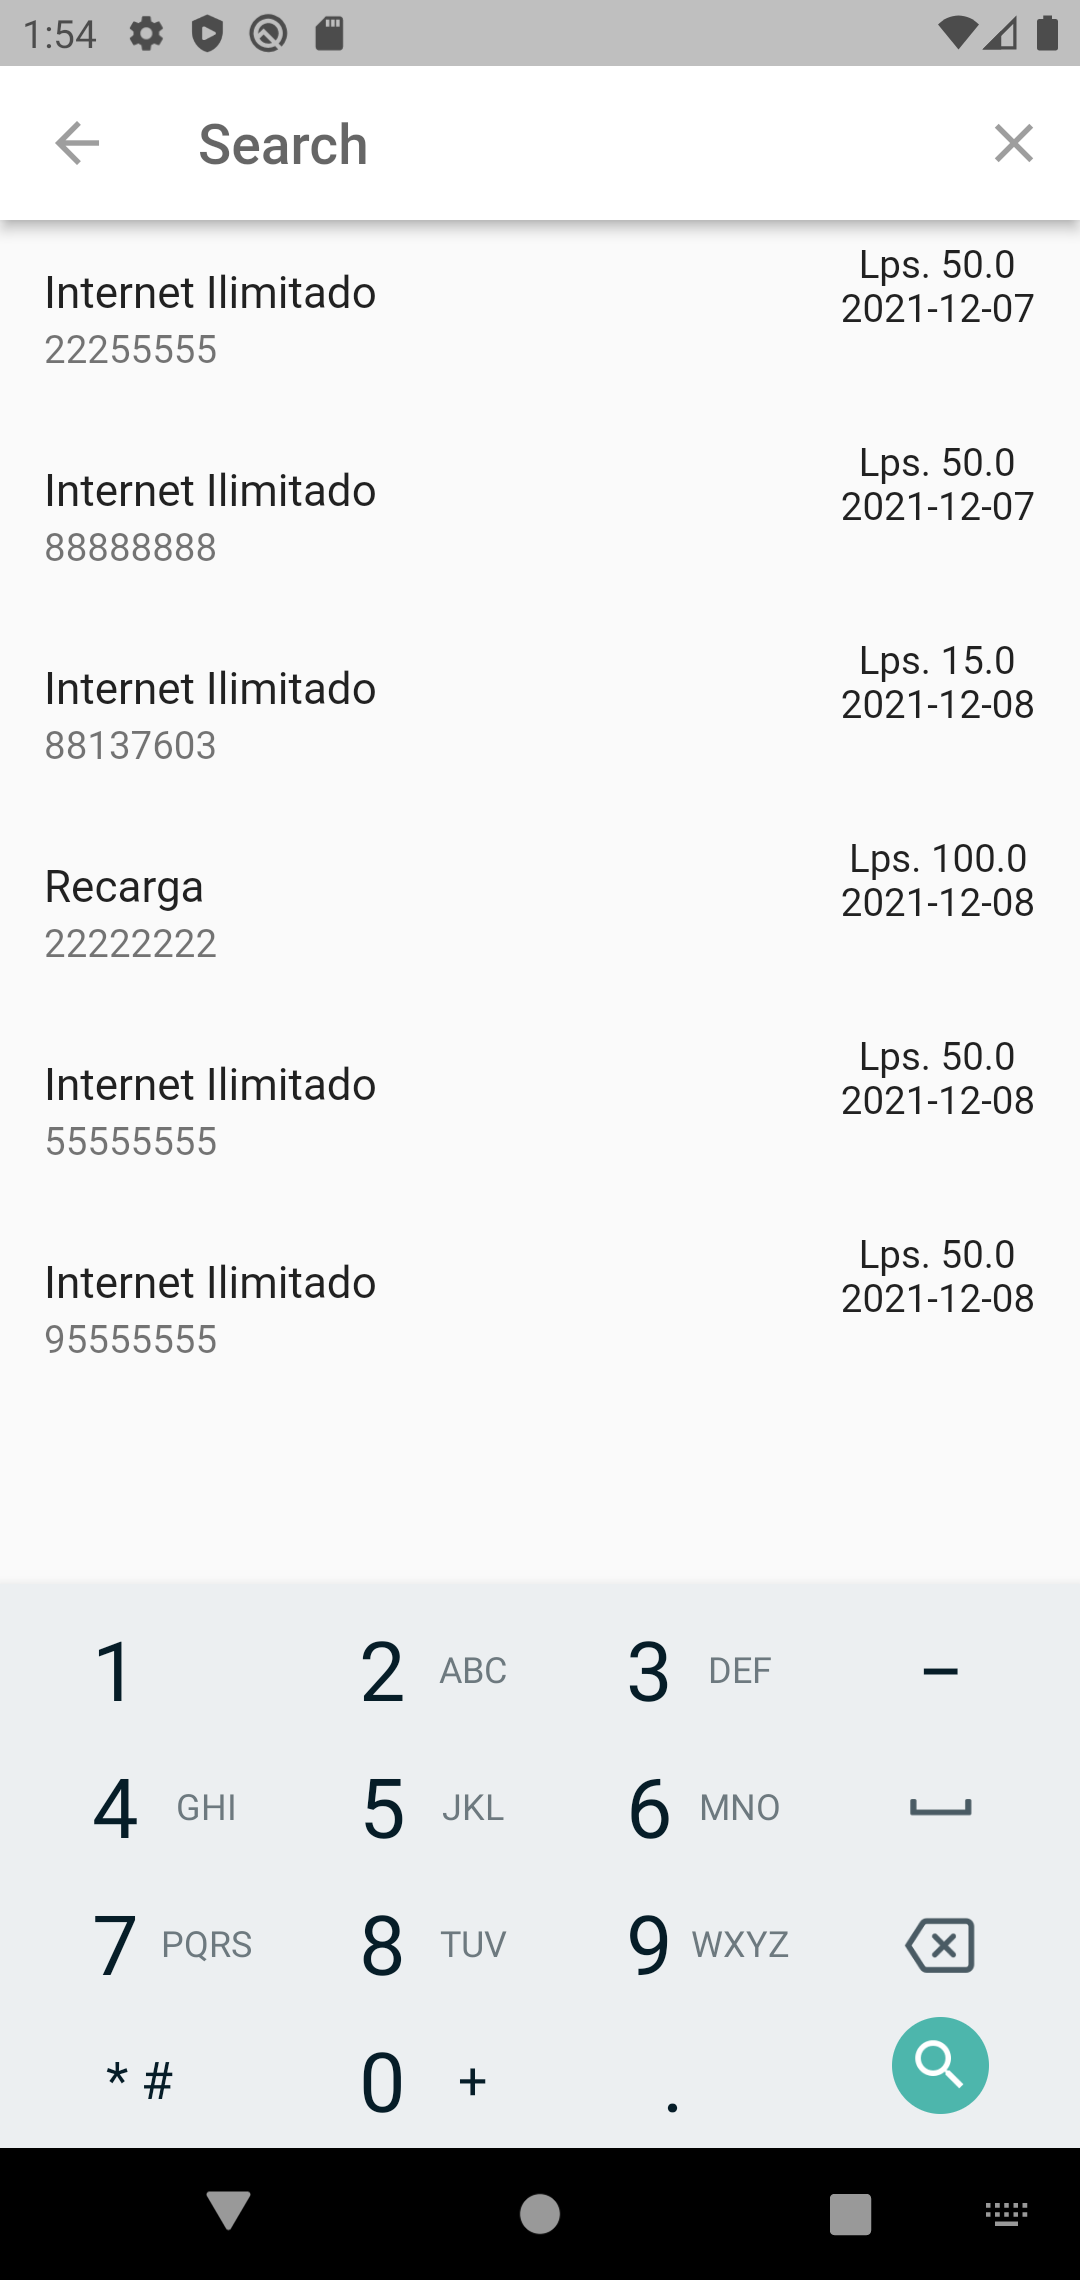 1:54
Search
Internet Ilimitado
22255555
Lps. 50.0
2021-12-07
Internet Ilimitado
88888888
Lps. 50.0
2021-12-07
Internet Ilimitado
88137603
Lps. 15.0
2021-12-08
Recarga
22222222
Lps. 100.0
2021-12-08
Internet Ilimitado
55555555
Lps. 50.0
2021-12-08
Internet Ilimitado
95555555
Lps. 50.0
2021-12-08
1 2 ABC 3 DEF –
4 GHI 5 JKL 6 MNO
7 PQRS 8 TUV 9 WXYZ
* # 0 + .